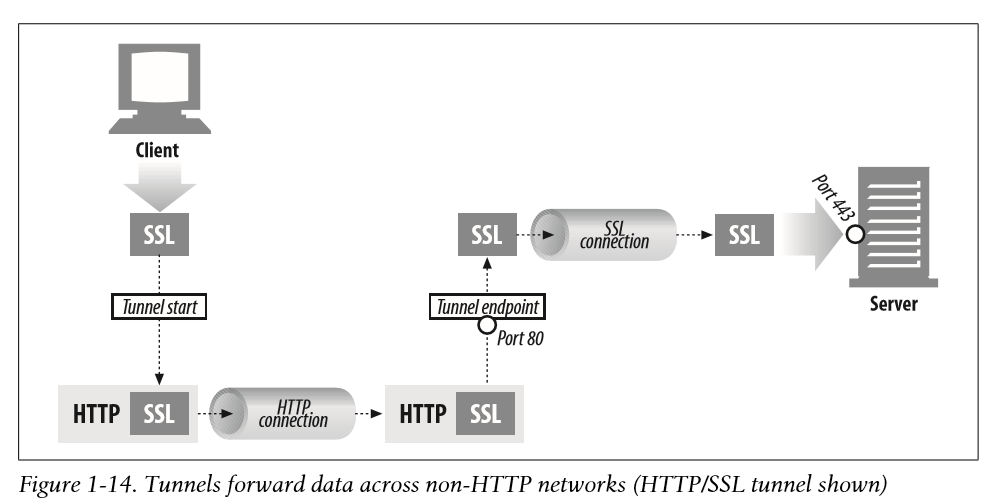 Client
SSL
Tunnel start
HTTP SSL
HTTP
connection
HTTP SSL
Port 80
Tunnel endpoint
SSL
SSL
connection
SSL
Port 443
Server
Figure 1-14. Tunnels forward data across non-HTTP networks (HTTP/SSL tunnel shown)